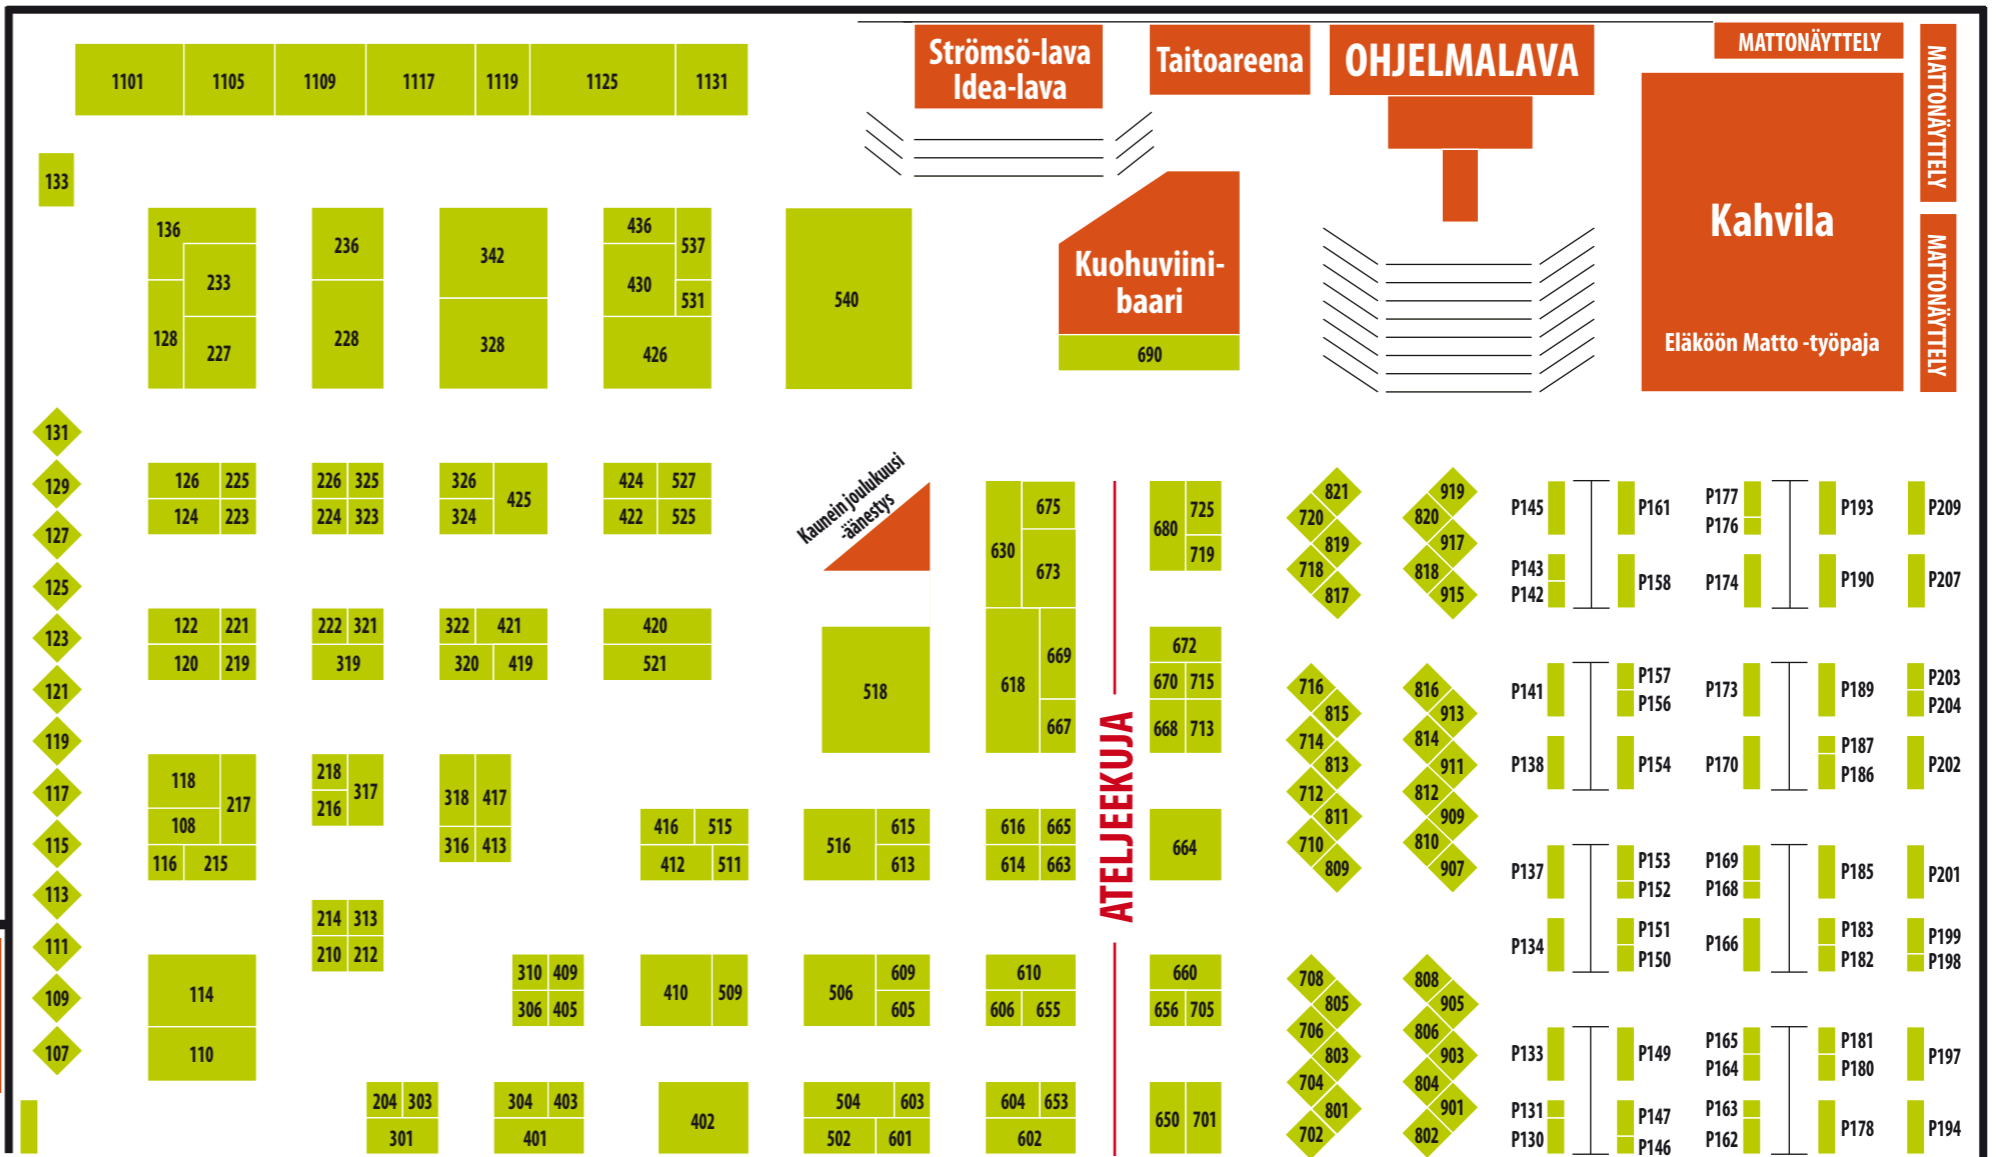 Strömsö-lava
Idea-lava
Taitoareena
OHJELMALAVA
MATTONÄYTTELY
MATTONÄYTTELY
MATTONÄYTTELY
1101 1105 1109 1117 1119 1125 1131
133
Kahvila
Eläköön Matto -työpaja
Kuohuviini-
baari
690
136 233 128 227
236 228
342 328
436 537 430 531 426
540
131
129
127
125
123
121
119
117
115
113
111
109
107
126 225
124 223
226 325
224 323
326 425
324
424 527
422 525
Kaunein joulukuusi
-äänestys
122 221
120 219
222 321
319
322 421
320 419
420
521
518
630 675
673
618 669
667
680 725
719
672
670 715
668 713
ATELJEEKUJA
118 217
108
116 215
218 317
216
318 417
316 413
416 515
412 511
516 615
613
616 665
614 663
664
214 313
210 212
114
110
310 409
306 405
410 509
506 609
605
610
606 655
660
656 705
204 303
301
304 403
401
402
504 603
502 601
604 653
602
650 701
821
720
819
718
817
919
820
917
818
915
716
815
714
813
712
811
710
809
816
913
814
911
812
909
810
907
708
805
706
803
704
801
702
808
905
806
903
804
901
802
P145 P161
P143
P142
P158
P177
P176
P193 P209
P174 P190 P207
P141
P157
P156
P173 P189
P203
P204
P138 P154 P170
P187
P186
P202
P137
P153
P152
P169
P168
P185 P201
P134
P151
P150
P166
P183
P182
P199
P198
P133 P149
P165
P164
P181
P180
P197
P131
P130
P147
P146
P163
P162
P178 P194